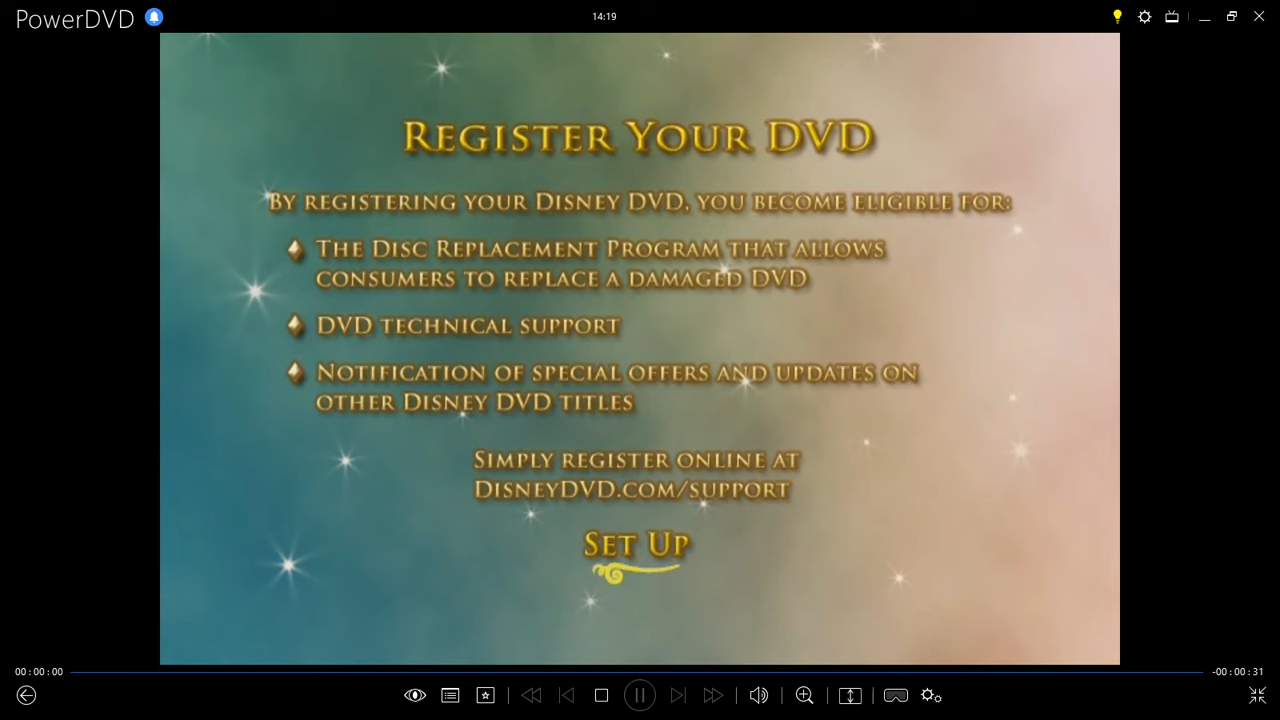 PowerDVD
14:19
Register Your DVD
By registering your Disney DVD, you become eligible for:
The Disc Replacement Program that allows
consumers to replace a damaged DVD
DVD technical support
Notification of special offers and updates on
other Disney DVD titles
Simply register online at
DisneyDVD.com/support
Set Up
00:00:00
-00:00:31